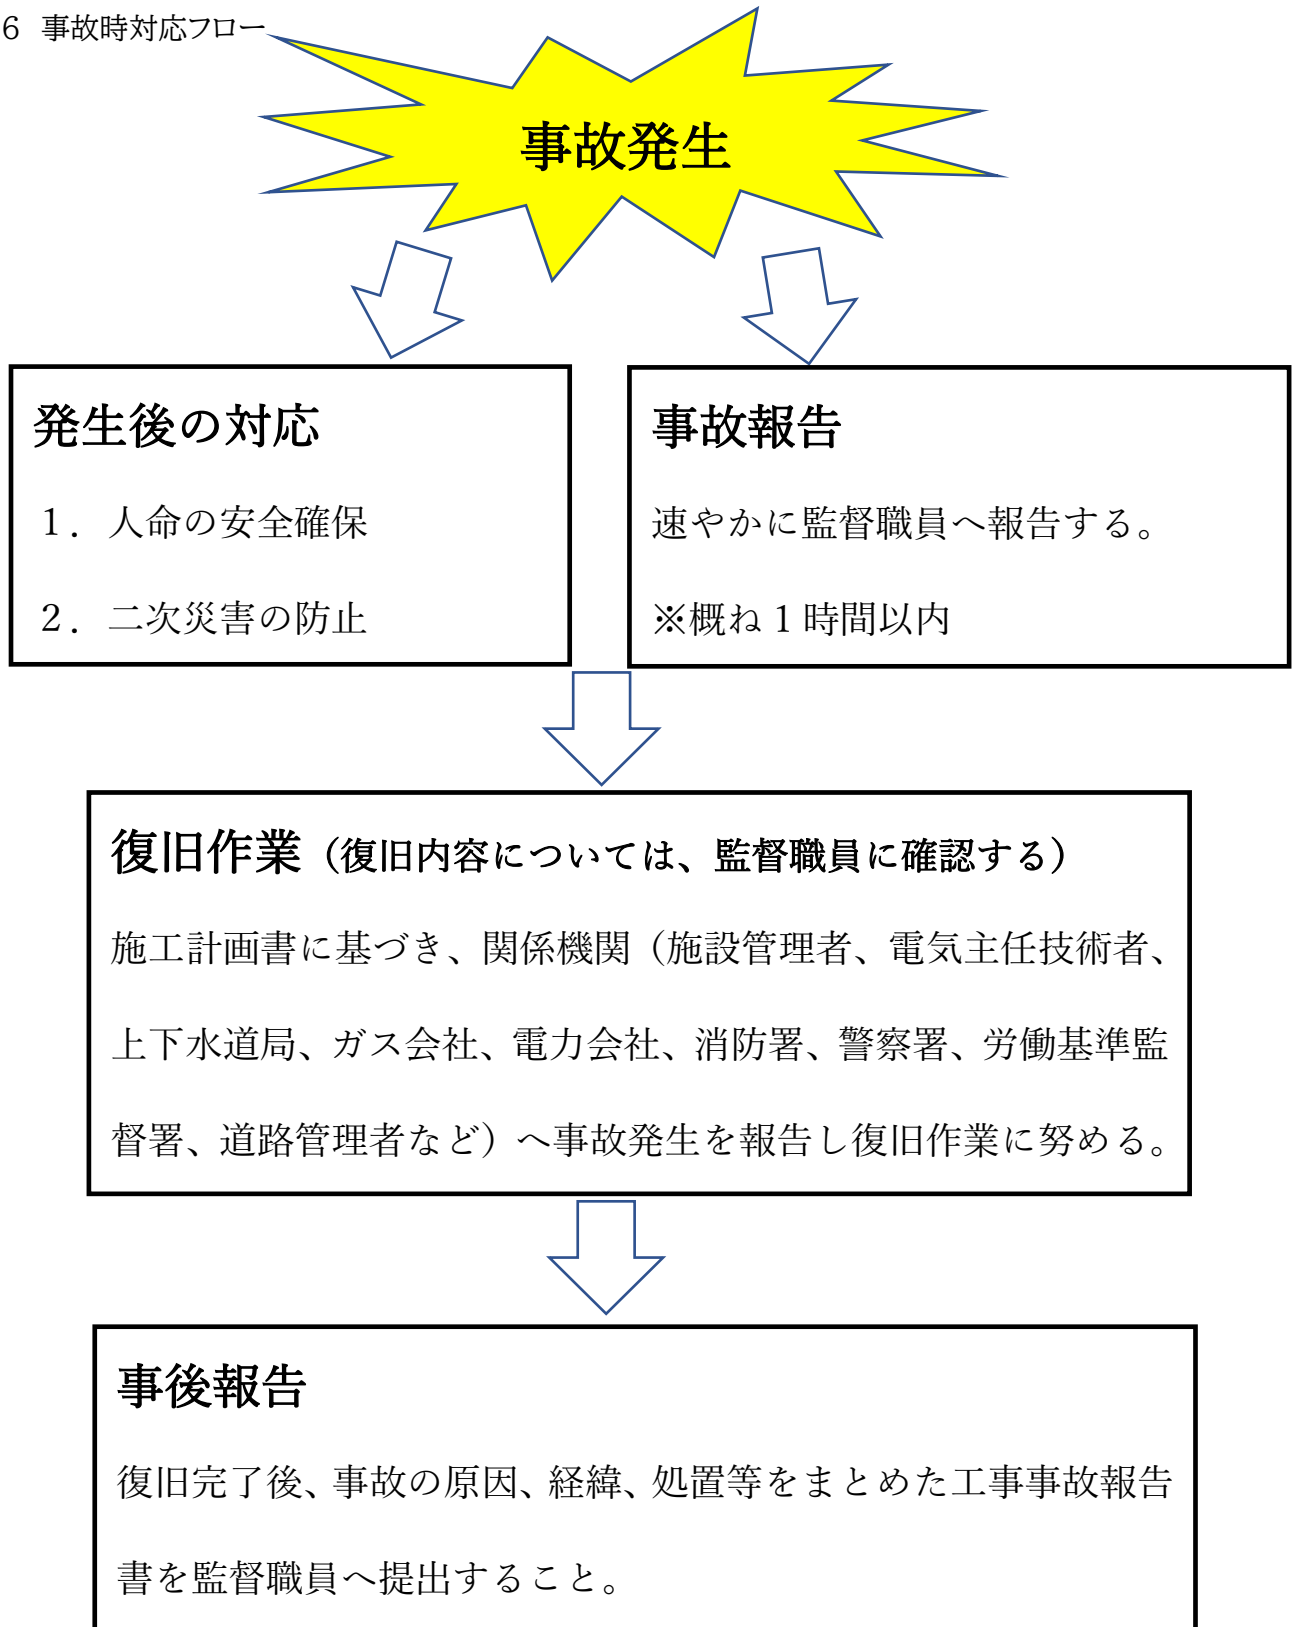 6 事故時対応フロー
事故発生
発生後の対応
1．人命の安全確保
2．二次災害の防止
事故報告
速やかに監督職員へ報告する。
※概ね1時間以内
復旧作業（復旧内容については、監督職員に確認する）
施工計画書に基づき、関係機関（施設管理者、電気主任技術者、
上下水道局、ガス会社、電力会社、消防署、警察署、労働基準監
督署、道路管理者など）へ事故発生を報告し復旧作業に努める。
事後報告
復旧完了後、事故の原因、経緯、処置等をまとめた工事事故報告
書を監督職員へ提出すること。